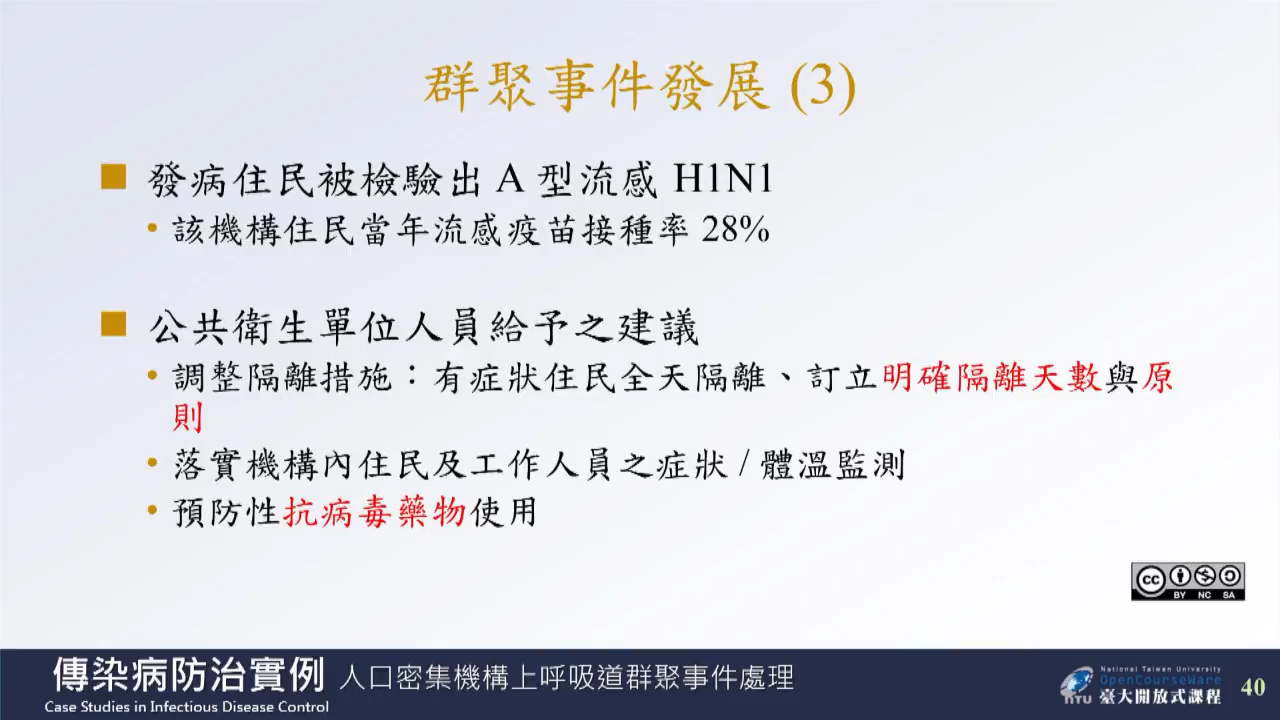 群聚事件發展 (3)
發病住民被檢驗出 A 型流感 H1N1
• 該機構住民當年流感疫苗接種率 28%
公共衛生單位人員給予之建議
• 調整隔離措施：有症狀住民全天隔離、訂立明確隔離天數與原
則
• 落實機構內住民及工作人員之症狀 / 體溫監測
• 預防性抗病毒藥物使用
cc
BY NC SA
傳染病防治實例 人口密集機構上呼吸道群聚事件處理
Case Studies in Infectious Disease Control
National Taiwan University
OpenCourseWare
NTU 臺大開放式課程
40